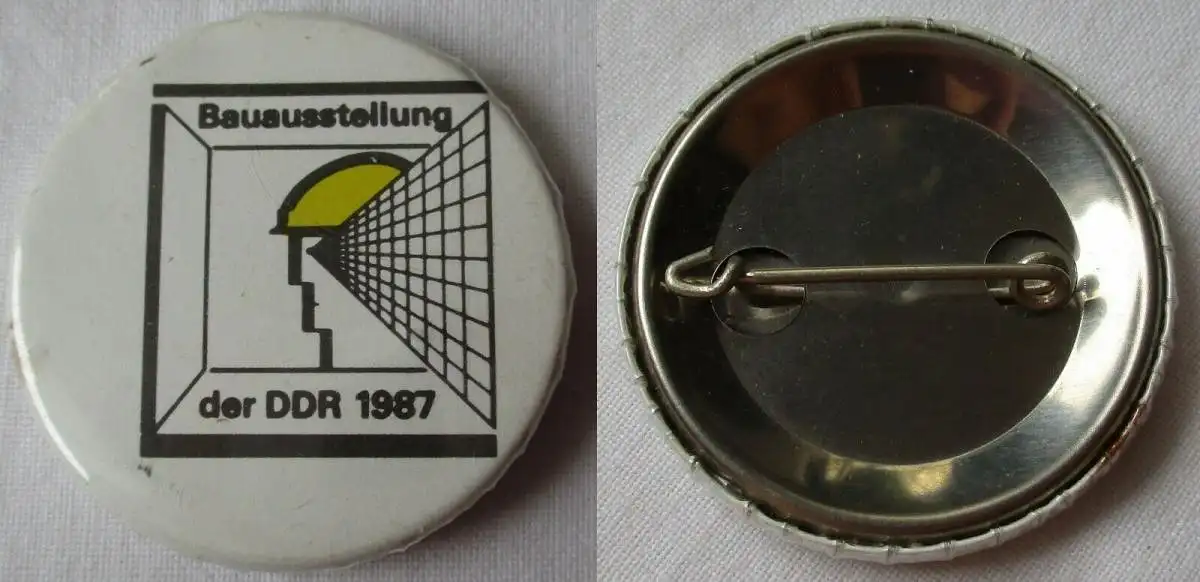 Bauausstellung
der DDR 1987